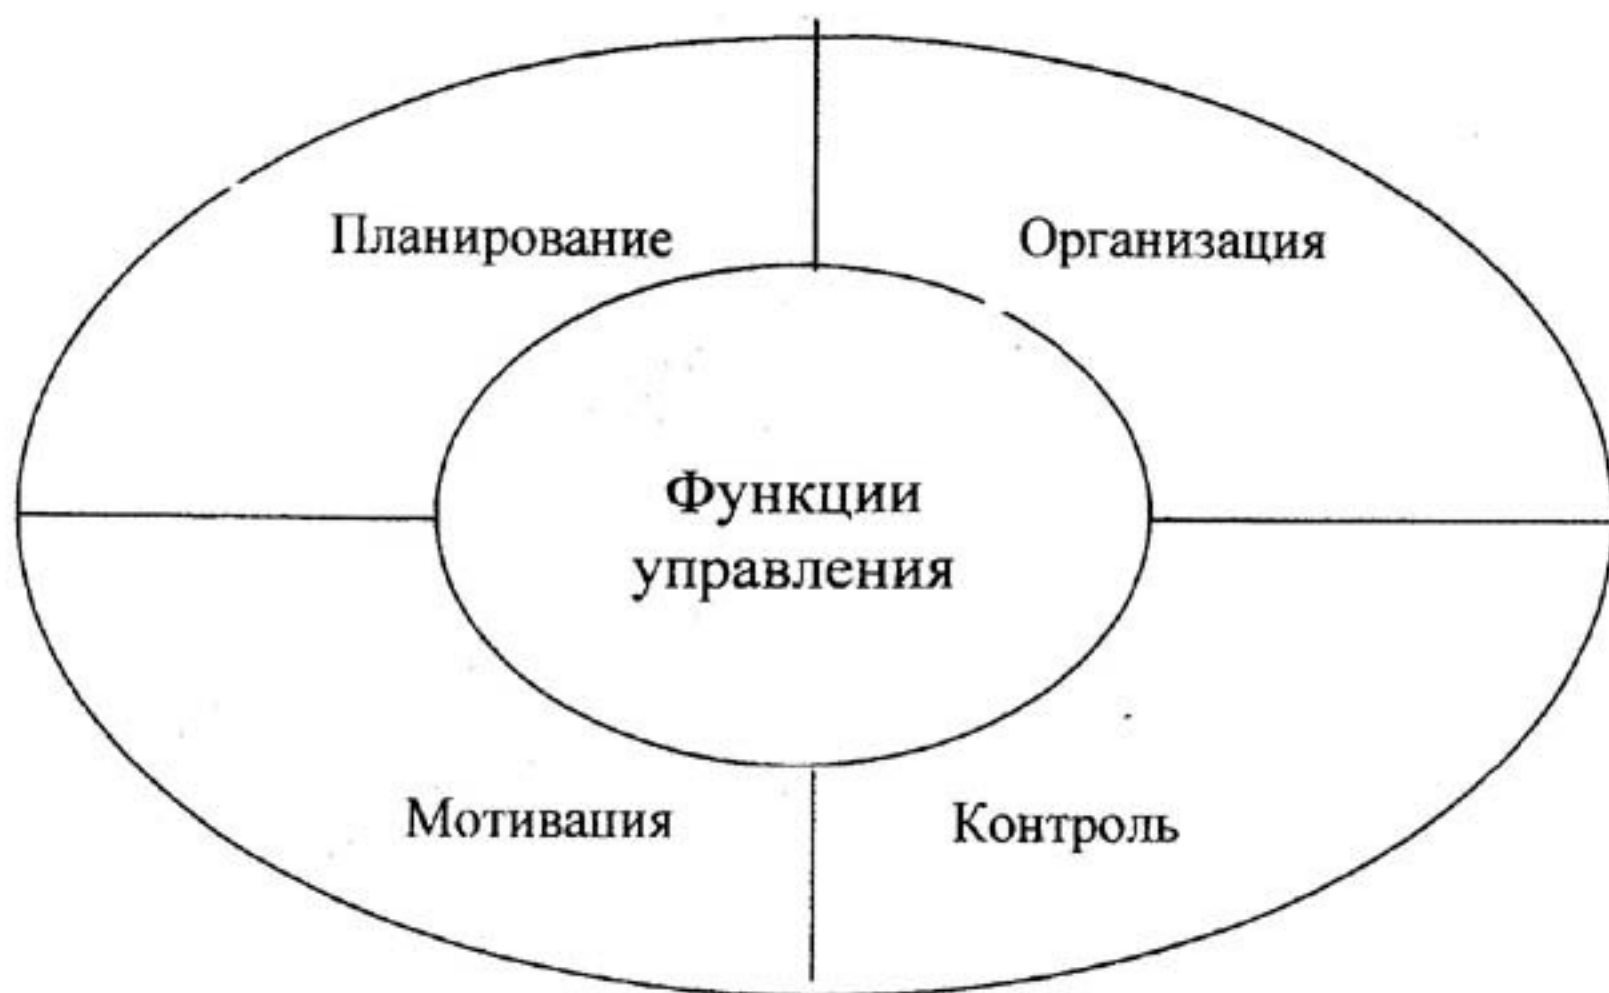 Планирование
Организация
Функции
управления
Мотивация
Контроль